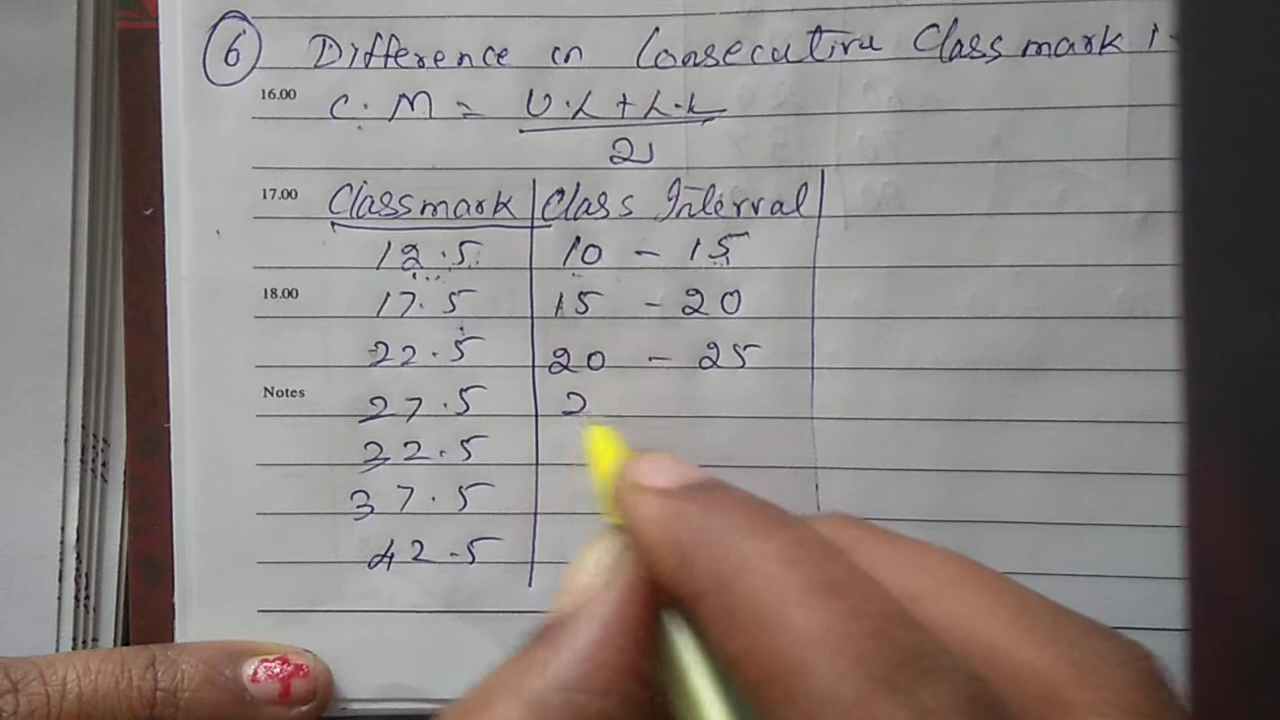 6 Difference in Consecutive Class mark
16.00 C.M = U.L + L.L
2
17.00 Classmark Class Interval
12.5 10 - 15
18.00 17.5 15 - 20
22.5 20 - 25
Notes 27.5 2
32.5
37.5
42.5